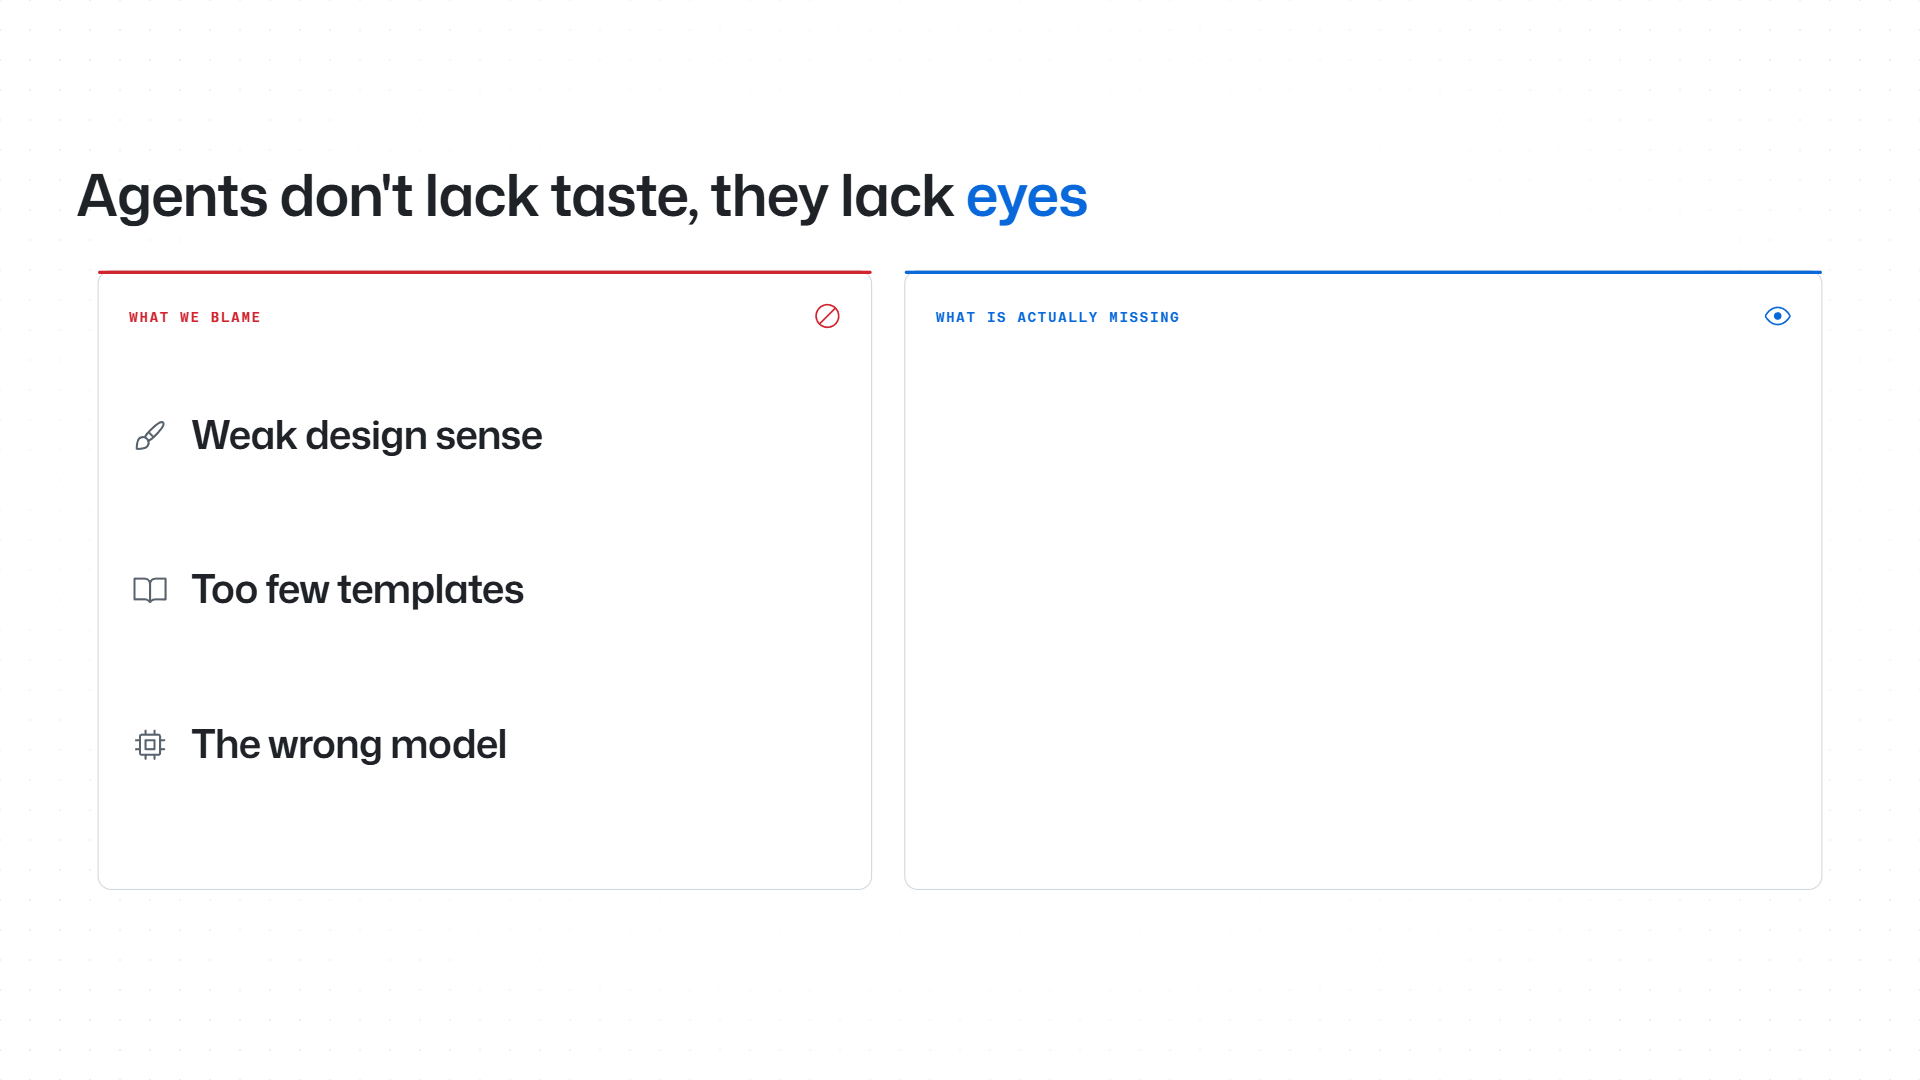 Agents don't lack taste, they lack eyes
WHAT WE BLAME
Weak design sense
Too few templates
The wrong model
WHAT IS ACTUALLY MISSING